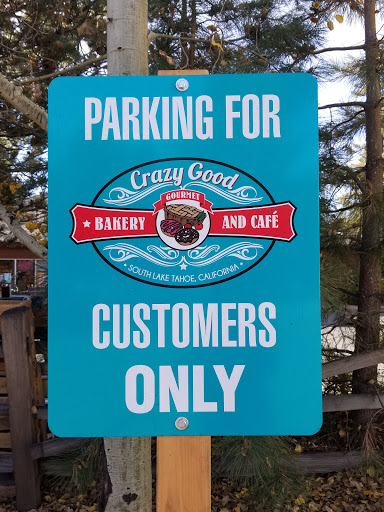 PARKING FOR
Crazy Good
GOURMET
★ BAKERY AND CAFÉ ★
• SOUTH LAKE TAHOE, CALIFORNIA •
CUSTOMERS
ONLY